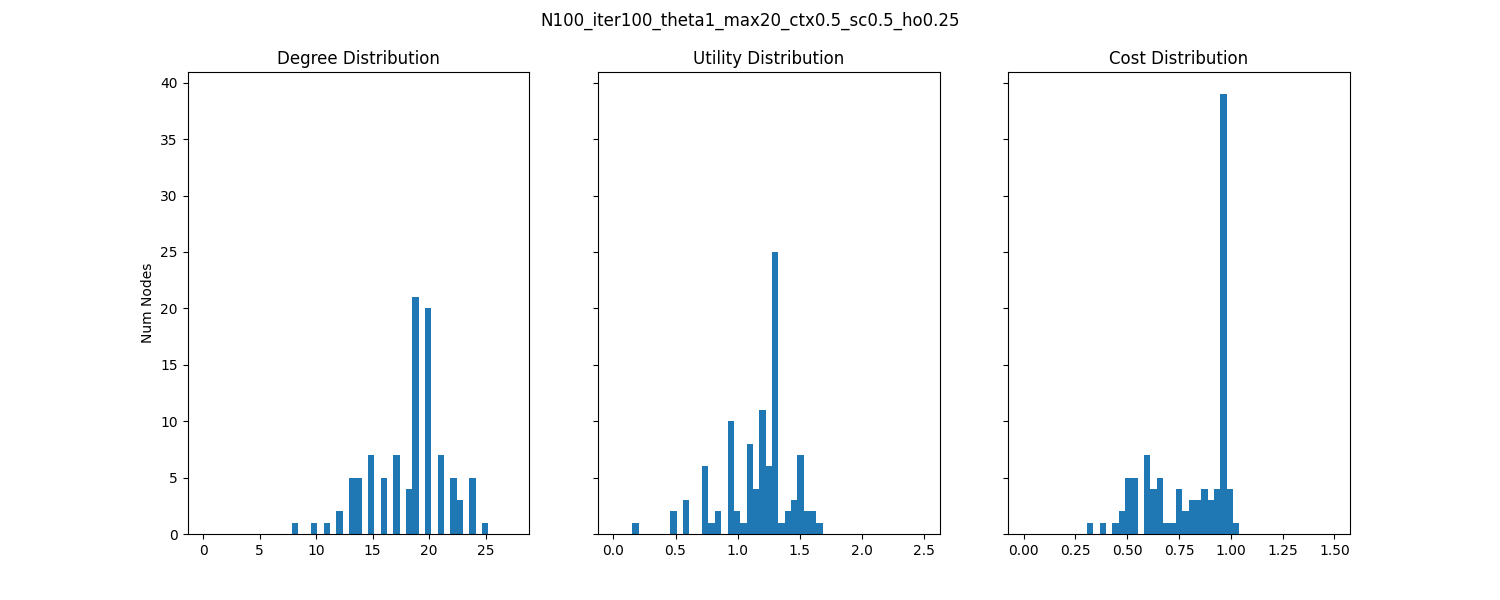 N100_iter100_theta1_max20_ctx0.5_sc0.5_ho0.25
Degree Distribution
Utility Distribution
Cost Distribution
Num Nodes
40
35
30
25
20
15
10
5
0
0 5 10 15 20 25
0.0 0.5 1.0 1.5 2.0 2.5
0.00 0.25 0.50 0.75 1.00 1.25 1.50